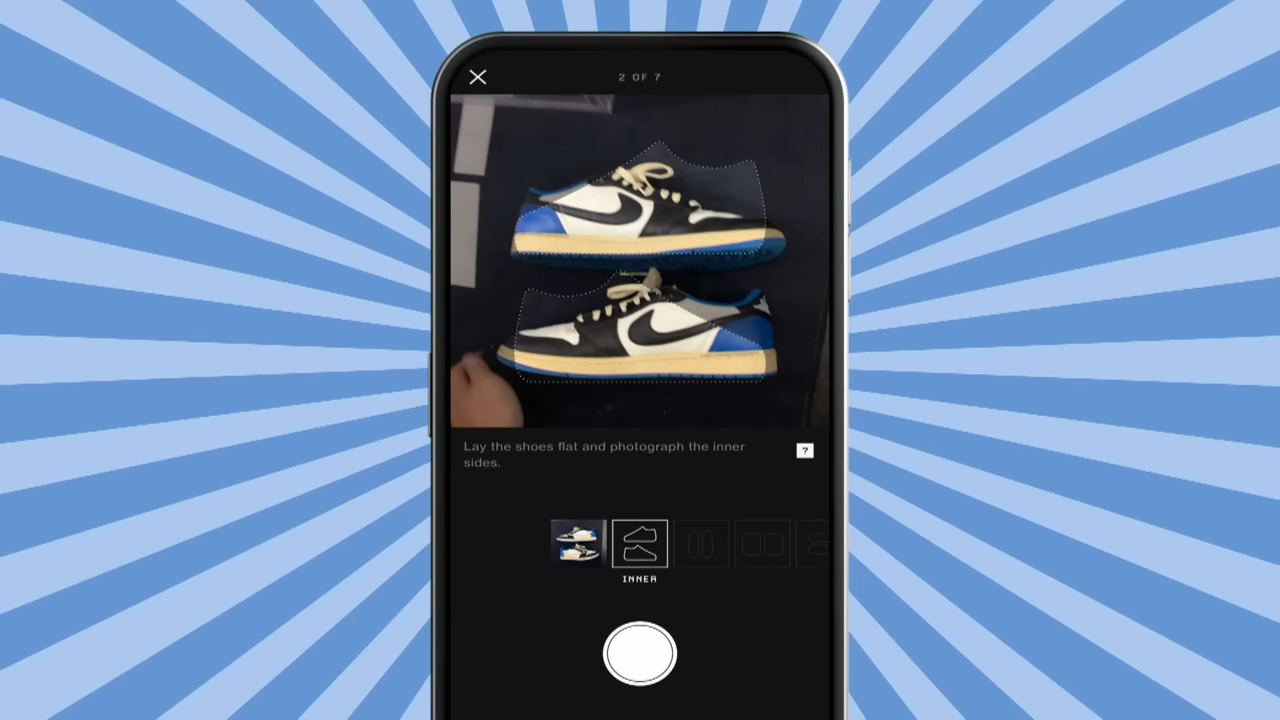 2 OF 7
Lay the shoes flat and photograph the inner
sides.
?
INNER